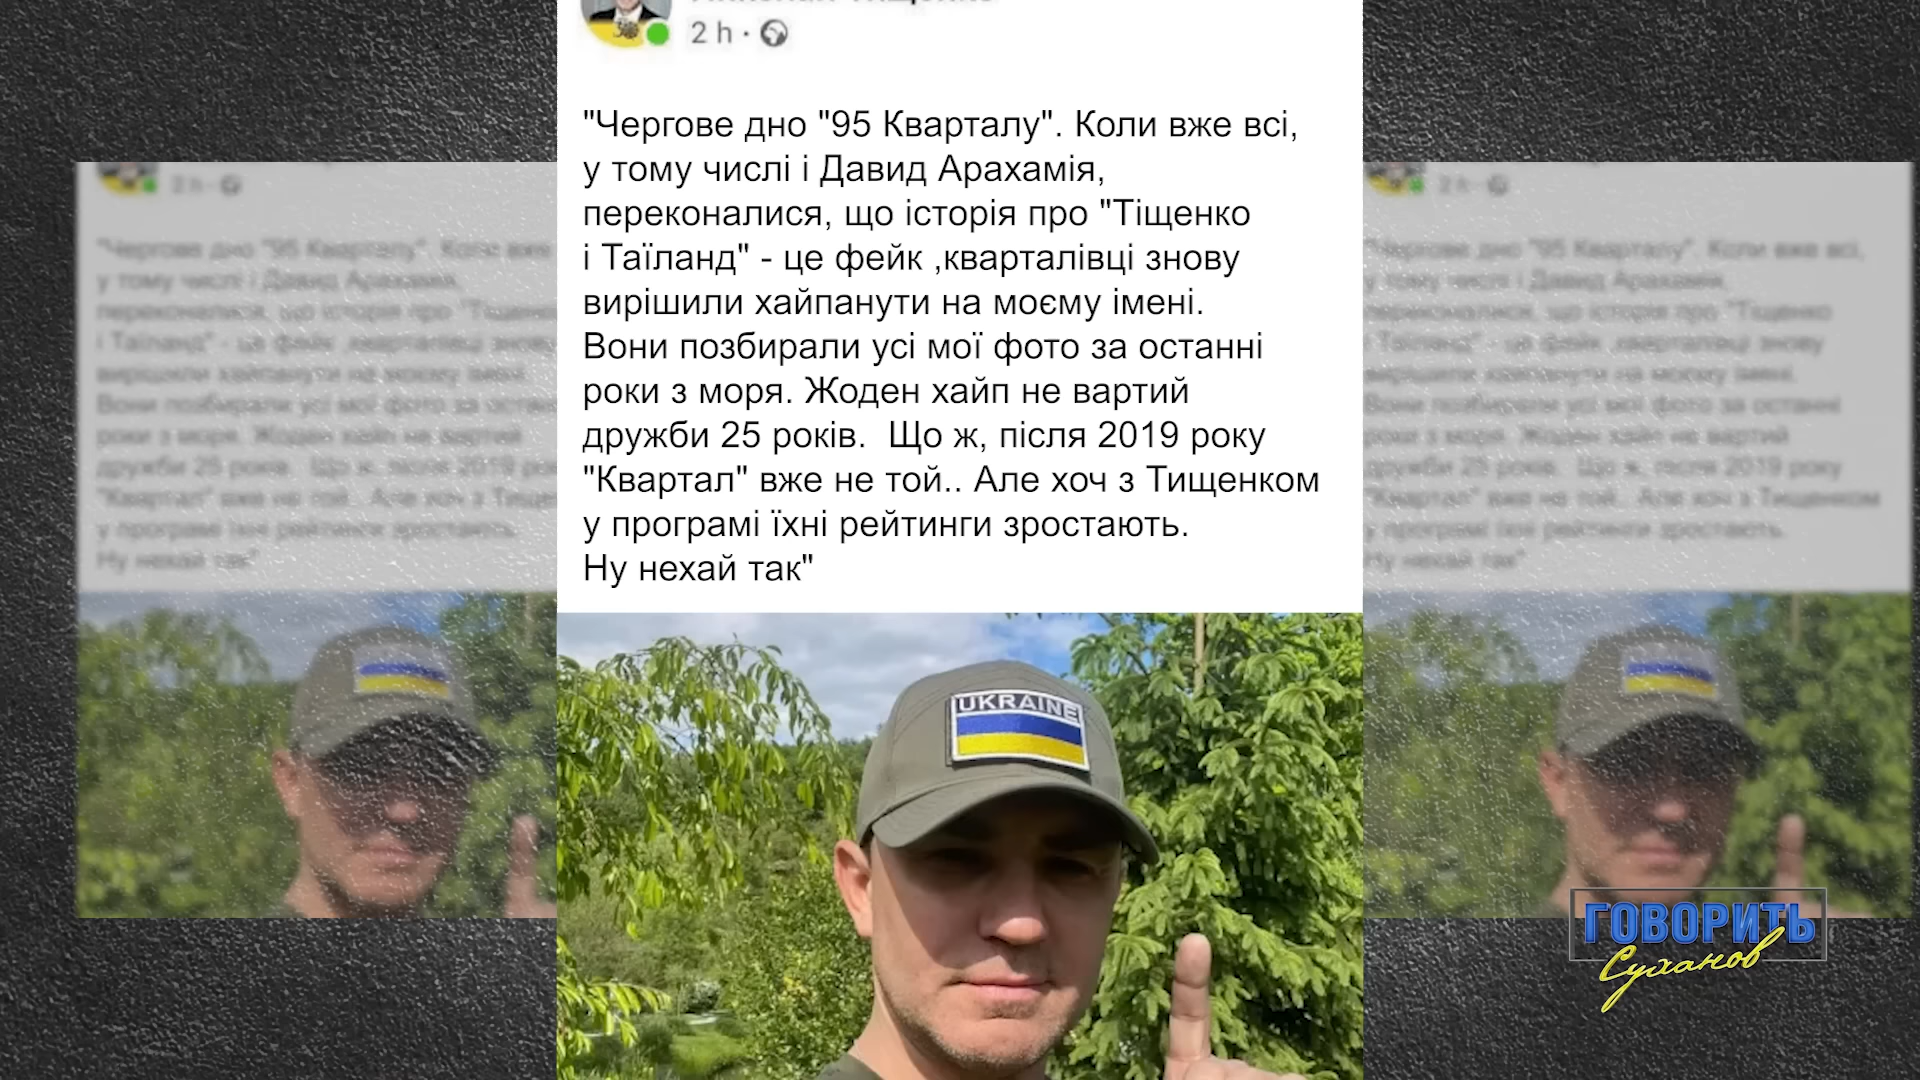 2 h ·
"Чергове дно "95 Кварталу". Коли вже всі,
у тому числі і Давид Арахамія,
переконалися, що історія про "Тіщенко
і Таїланд" - це фейк ,кварталівці знову
вирішили хайпанути на моєму імені.
Вони позбирали усі мої фото за останні
роки з моря. Жоден хайп не вартий
дружби 25 років.  Що ж, після 2019 року
"Квартал" вже не той.. Але хоч з Тищенком
у програмі їхні рейтинги зростають.
Ну нехай так"
UKRAINE
ГОВОРИТЬ
Суханов